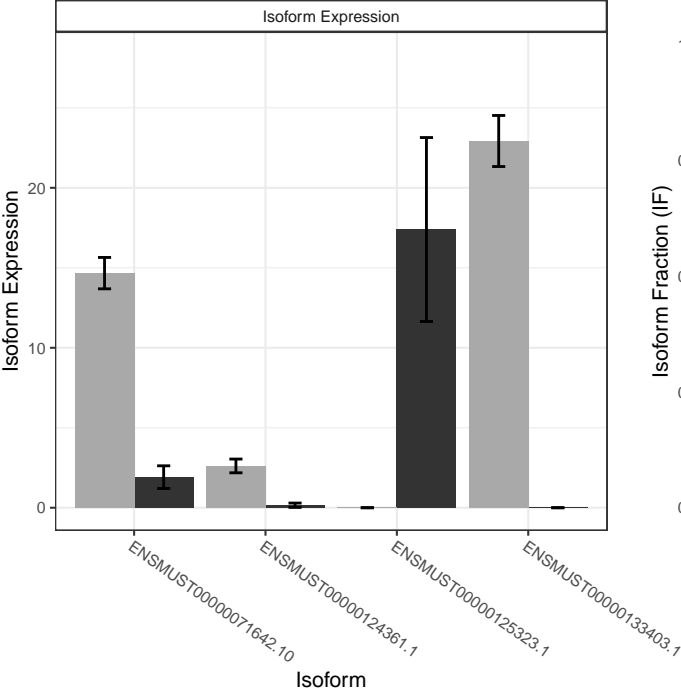 Isoform Expression
Isoform Expression
20
10
0
ENSMUST00000071642.10
ENSMUST00000124361.1
ENSMUST00000125323.1
ENSMUST00000133403.1
Isoform
Isoform Fraction (IF)